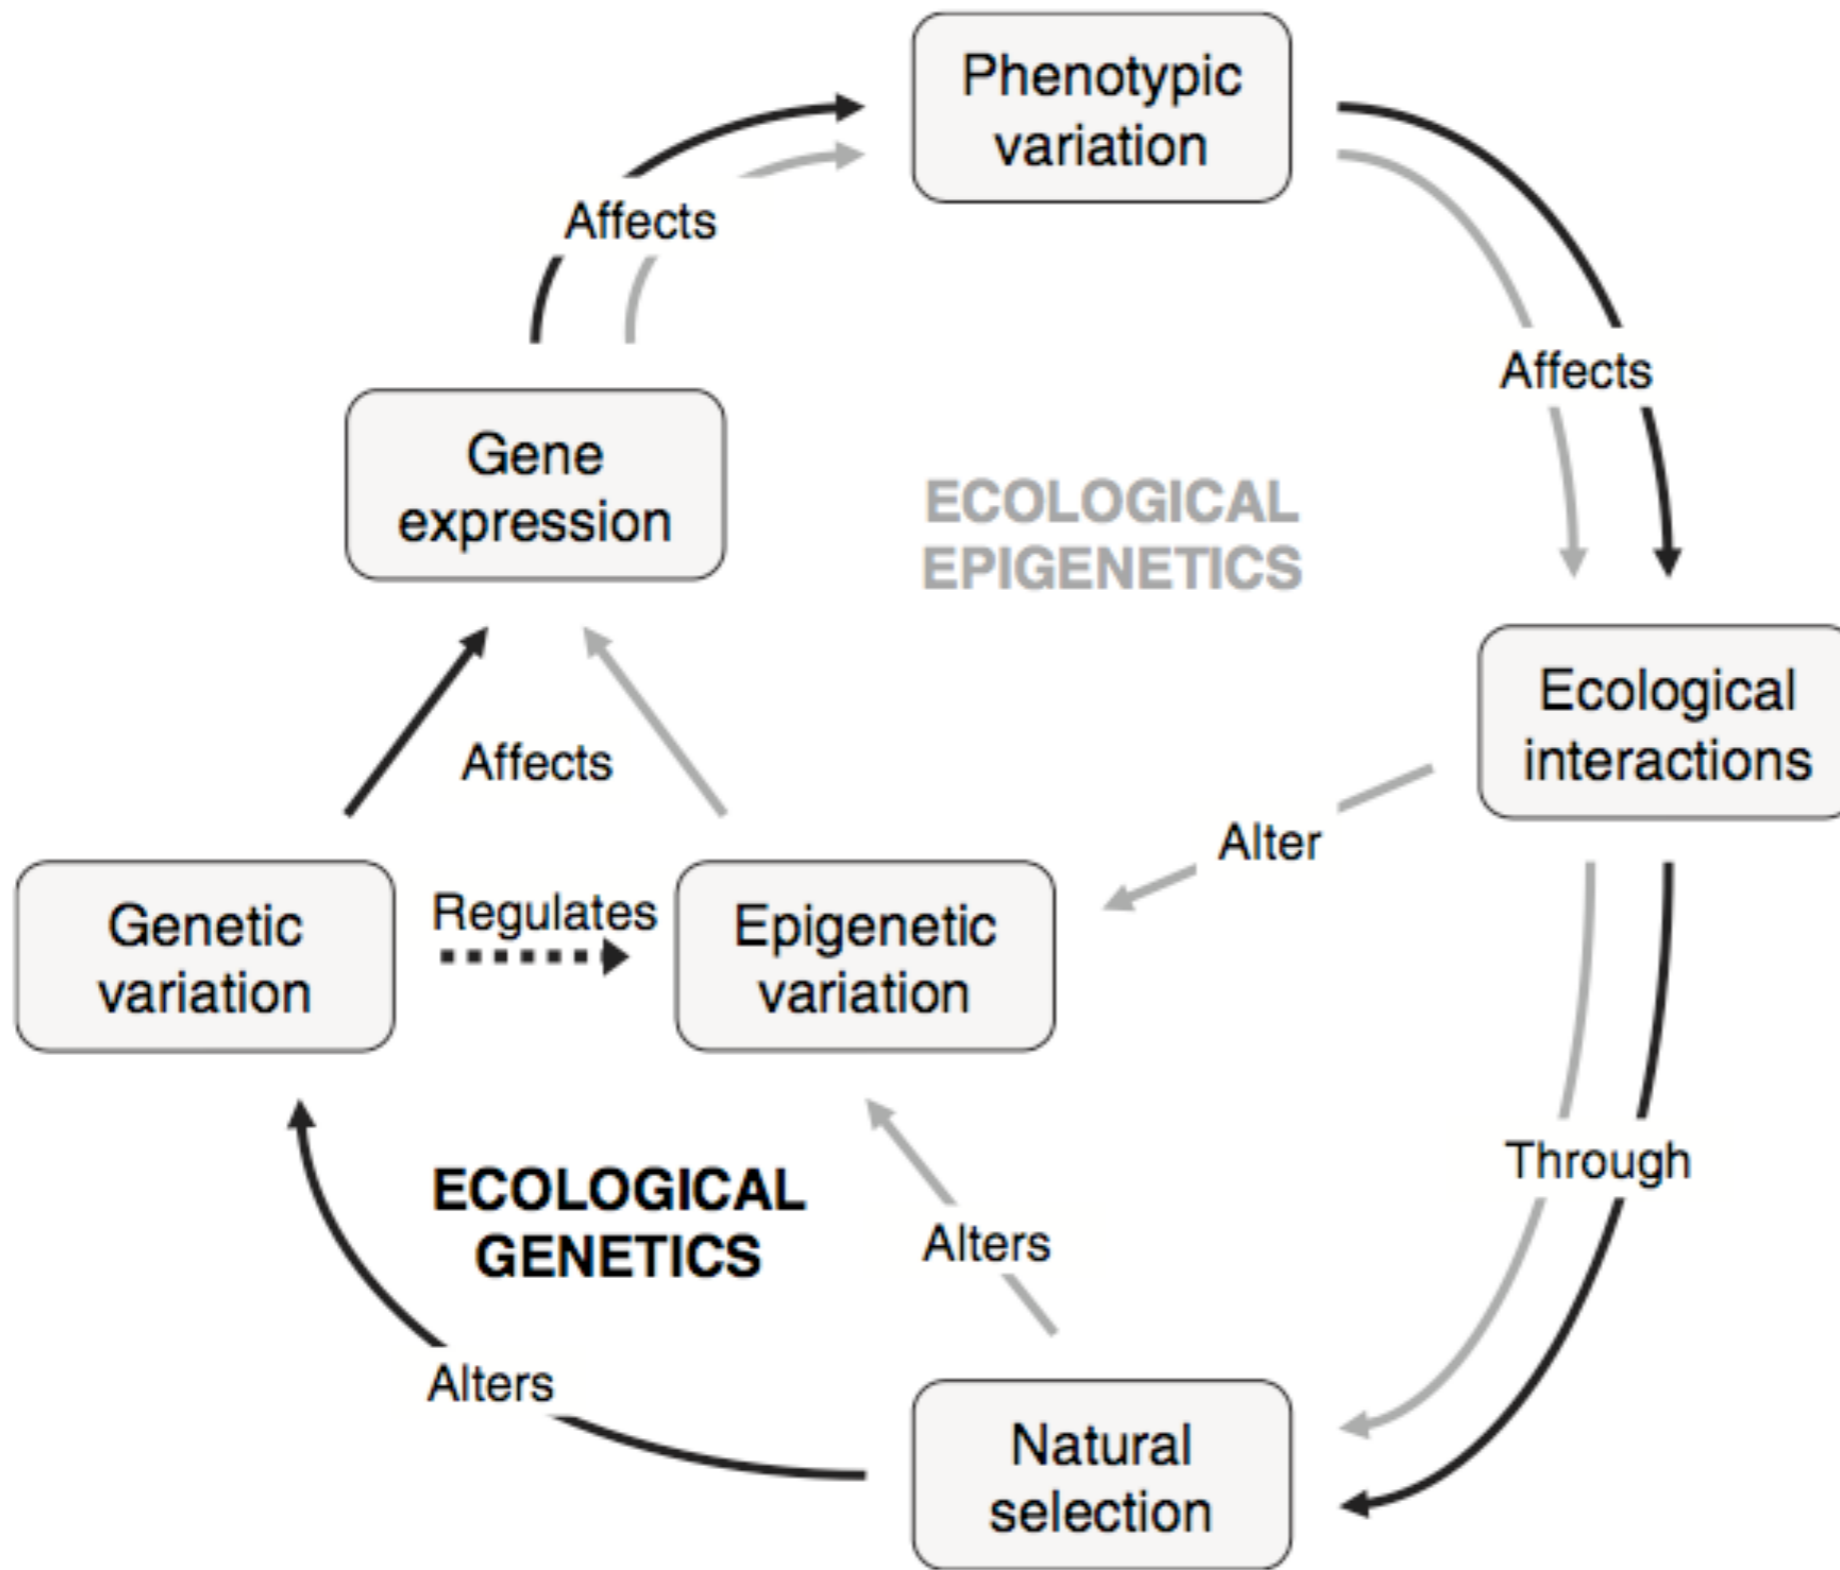 Phenotypic
variation
Affects
Affects
Gene
expression
ECOLOGICAL
EPIGENETICS
Ecological
interactions
Affects
Alter
Genetic
variation
Regulates
Epigenetic
variation
Through
ECOLOGICAL
GENETICS
Alters
Alters
Natural
selection